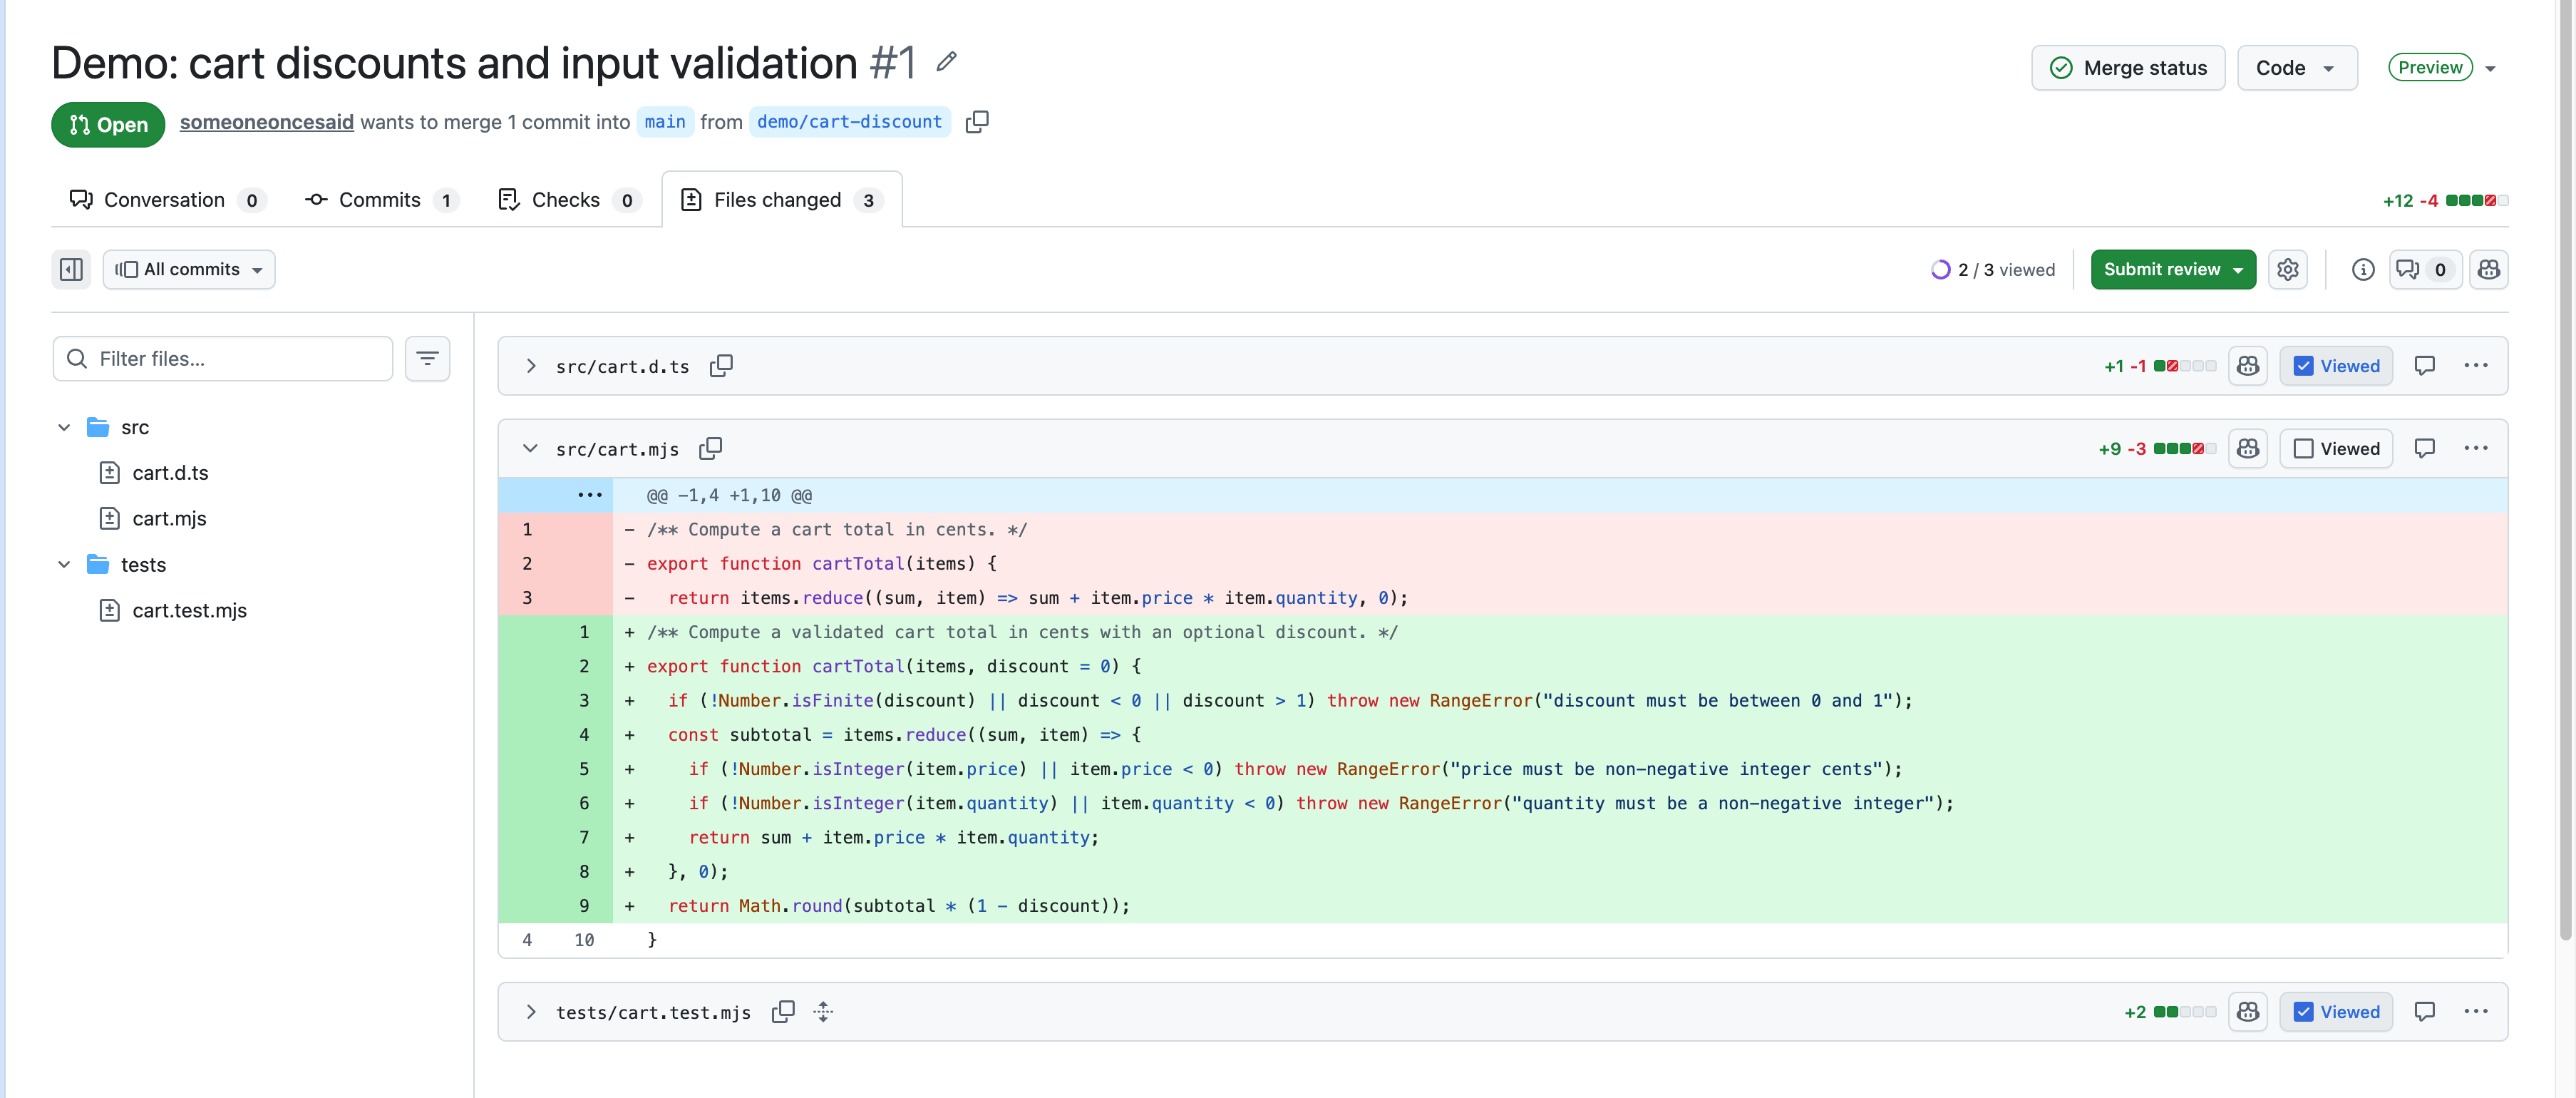 Demo: cart discounts and input validation #1
Merge status
Code
Preview
Open
someoneoncesaid wants to merge 1 commit into main from demo/cart-discount
Conversation 0
Commits 1
Checks 0
Files changed 3
+12 -4
All commits
2 / 3 viewed
Submit review
0
Filter files...
src
cart.d.ts
cart.mjs
tests
cart.test.mjs
src/cart.d.ts
+1 -1
Viewed
src/cart.mjs
+9 -3
Viewed
@@ -1,4 +1,10 @@
1 - /** Compute a cart total in cents. */
2 - export function cartTotal(items) {
3 -   return items.reduce((sum, item) => sum + item.price * item.quantity, 0);
1 + /** Compute a validated cart total in cents with an optional discount. */
2 + export function cartTotal(items, discount = 0) {
3 +   if (!Number.isFinite(discount) || discount < 0 || discount > 1) throw new RangeError("discount must be between 0 and 1");
4 +   const subtotal = items.reduce((sum, item) => {
5 +     if (!Number.isInteger(item.price) || item.price < 0) throw new RangeError("price must be non-negative integer cents");
6 +     if (!Number.isInteger(item.quantity) || item.quantity < 0) throw new RangeError("quantity must be a non-negative integer");
7 +     return sum + item.price * item.quantity;
8 +   }, 0);
9 +   return Math.round(subtotal * (1 - discount));
4 10 }
tests/cart.test.mjs
+2
Viewed